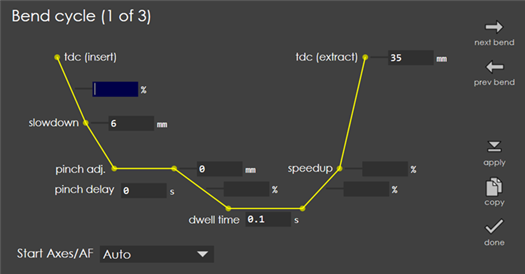 Bend cycle (1 of 3)
next bend
tdc (insert)
tdc (extract) 35 mm
prev bend
%
slowdown 6 mm
pinch adj. 0 mm
speedup %
apply
pinch delay 0 s
%
%
copy
dwell time 0.1 s
done
Start Axes/AF Auto